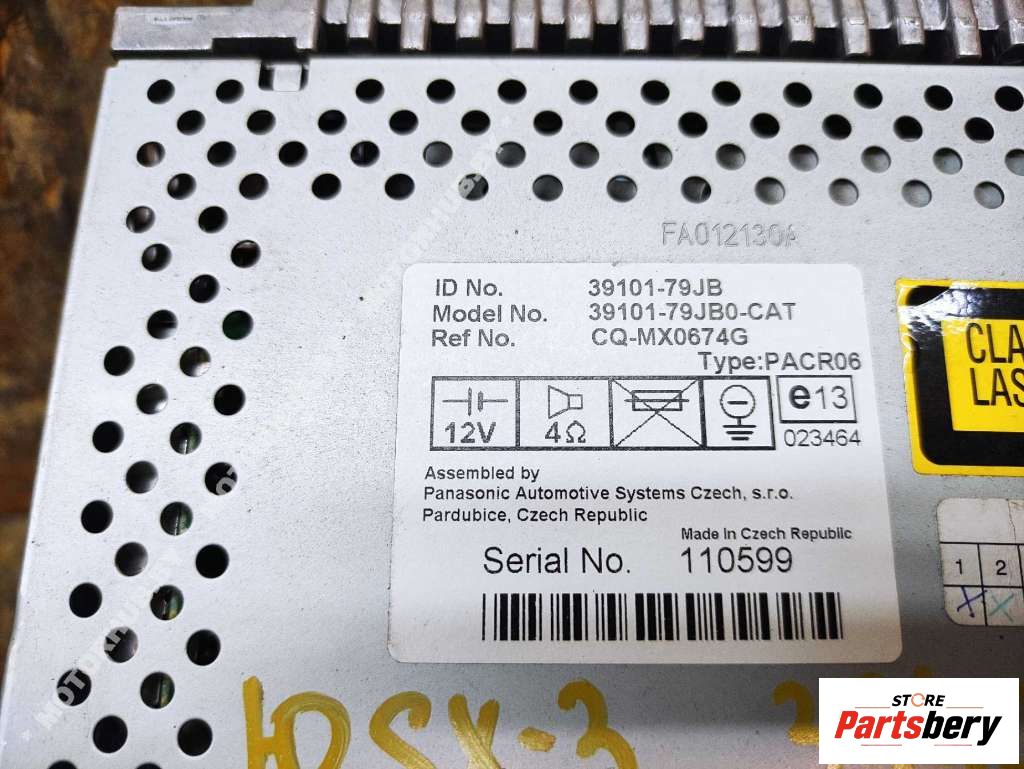 FA012130A
ID No. 39101-79JB
Model No. 39101-79JB0-CAT
Ref No. CQ-MX0674G
Type:PACR06
12V 4Ω e13
023464
CLA
LAS
Assembled by
Panasonic Automotive Systems Czech, s.r.o.
Pardubice, Czech Republic
Made in Czech Republic
Serial No. 110599
1 2
STORE
Partsbery